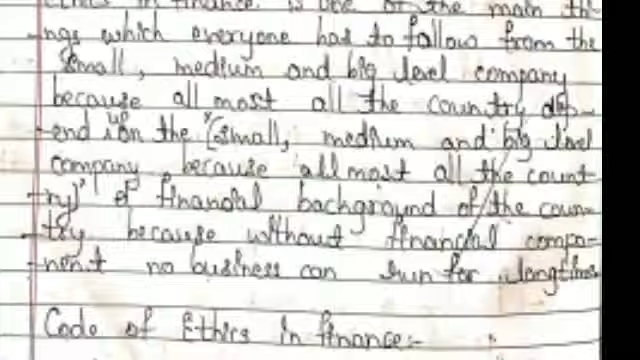 Ethics in finance is one of the main thi-
-ngs which everyone has to follow from the
small, medium and big level company
because all most all the country dep-
-end upon the "(small, medium and big level
company because all most all the count
-ry)" of financial background of the coun-
-try because without financial compo-
-nent no business can run for longtime
Code of Ethics in finance:-